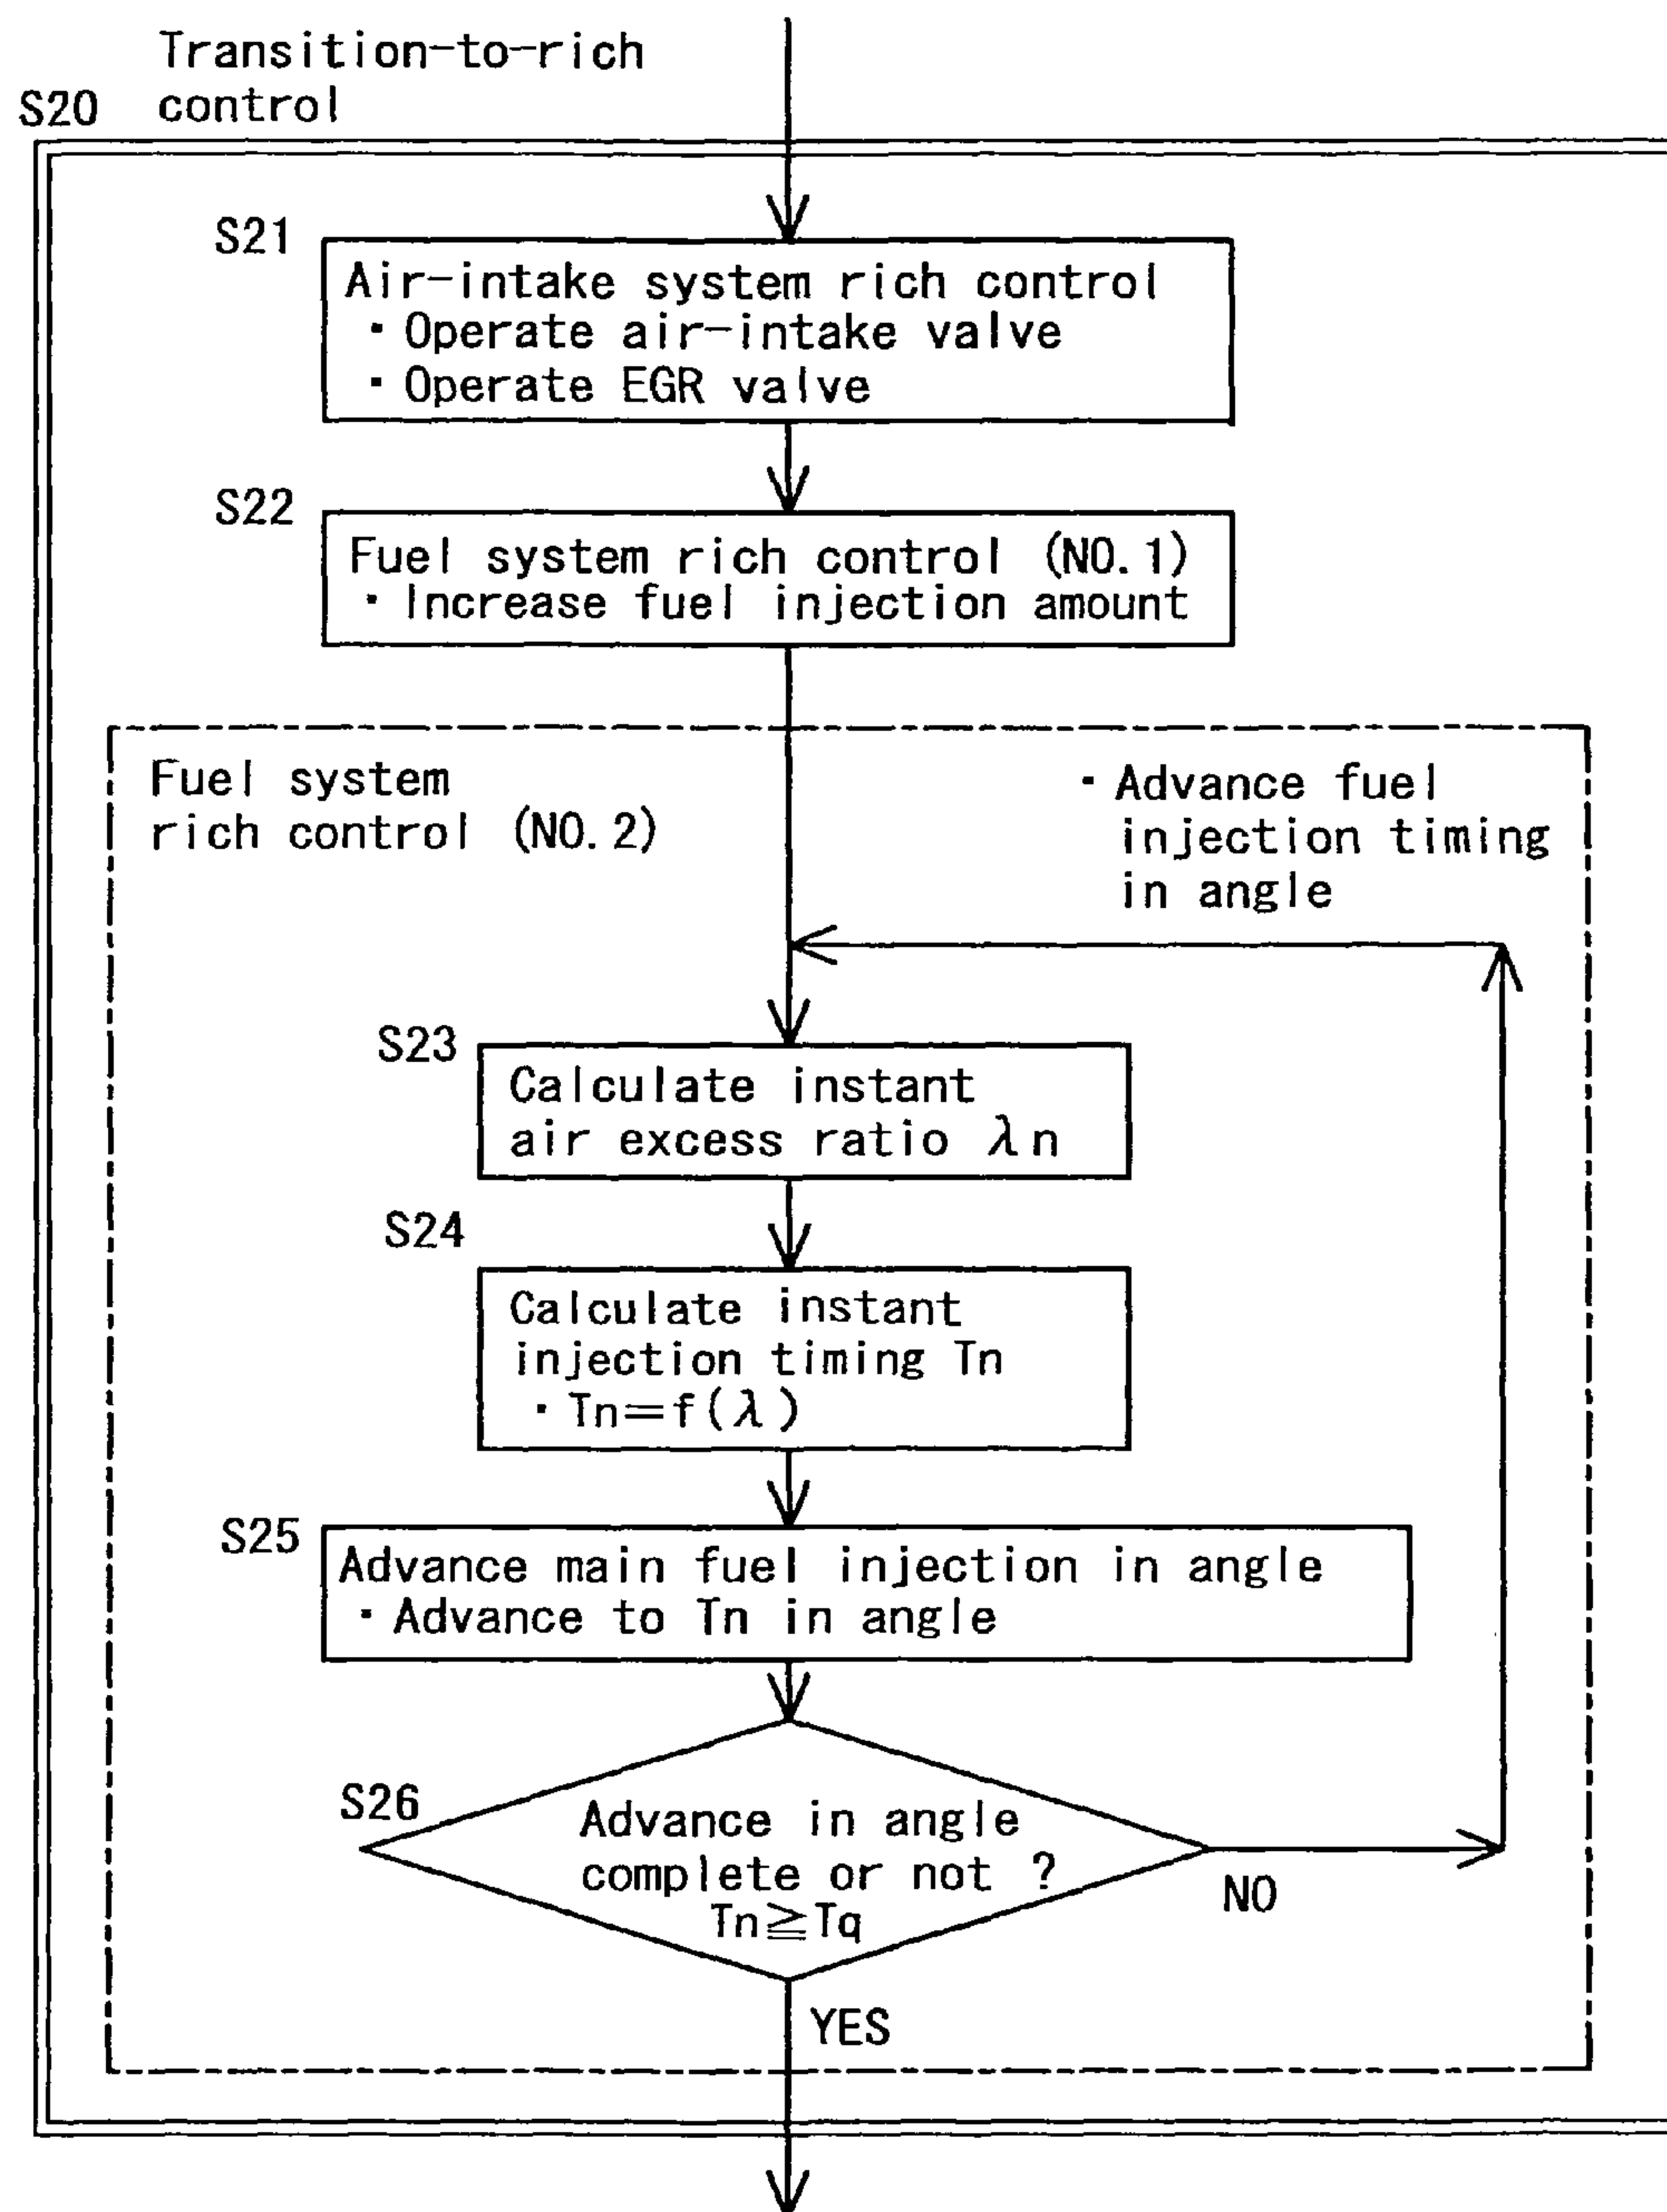 Transition-to-rich
S20 control
S21
Air-intake system rich control
・Operate air-intake valve
・Operate EGR valve
S22
Fuel system rich control (NO. 1)
・Increase fuel injection amount
Fuel system
rich control (NO. 2)
・Advance fuel
injection timing
in angle
S23
Calculate instant
air excess ratio λn
S24
Calculate instant
injection timing Tn
・Tn=f(λ)
S25
Advance main fuel injection in angle
・Advance to Tn in angle
S26
Advance in angle
complete or not ?
Tn≧Tq
NO
YES